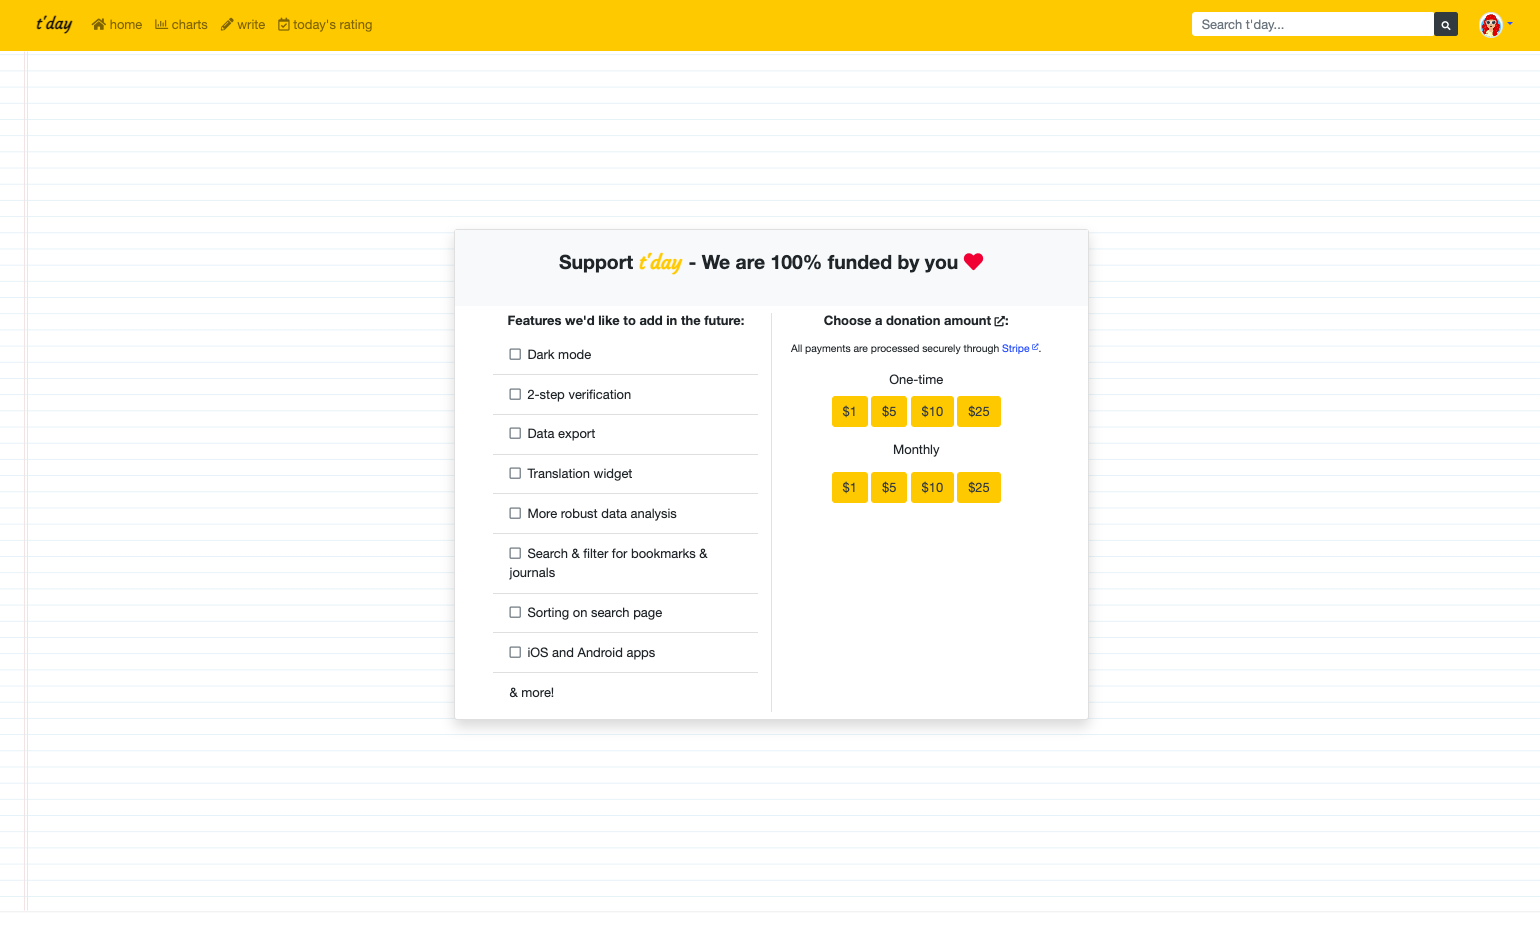 t'day home charts write today's rating Search t'day...
Support t'day - We are 100% funded by you
Features we'd like to add in the future:
Dark mode
2-step verification
Data export
Translation widget
More robust data analysis
Search & filter for bookmarks &
journals
Sorting on search page
iOS and Android apps
& more!
Choose a donation amount :
All payments are processed securely through Stripe .
One-time
$1 $5 $10 $25
Monthly
$1 $5 $10 $25